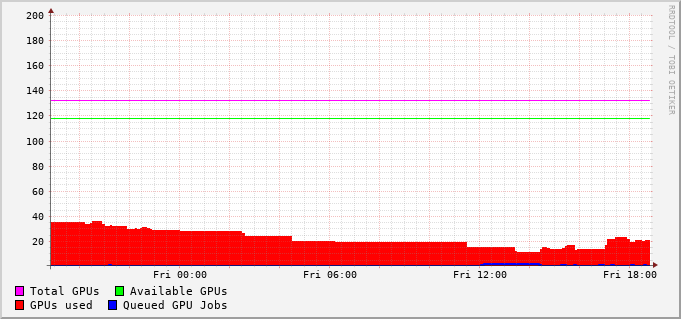 RRDTOOL / TOBI OETIKER
200
180
160
140
120
100
80
60
40
20
Fri 00:00 Fri 06:00 Fri 12:00 Fri 18:00
Total GPUs Available GPUs
GPUs used Queued GPU Jobs